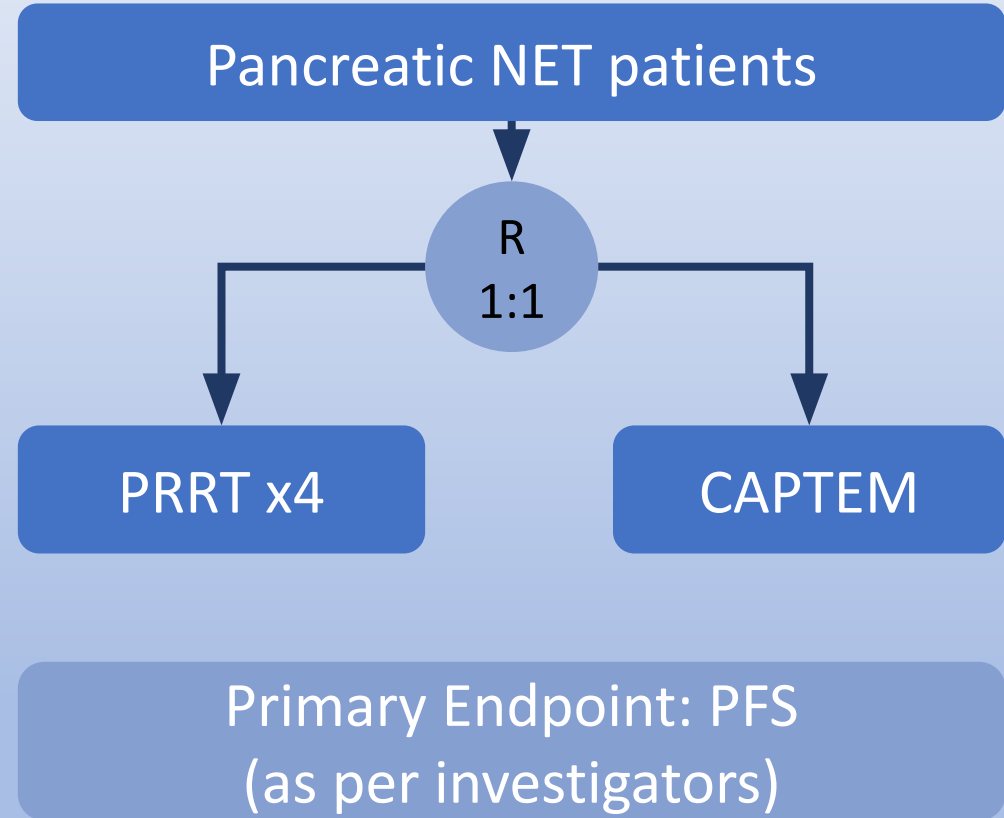 Pancreatic NET patients
R
1:1
PRRT x4
CAPTEM
Primary Endpoint: PFS
(as per investigators)